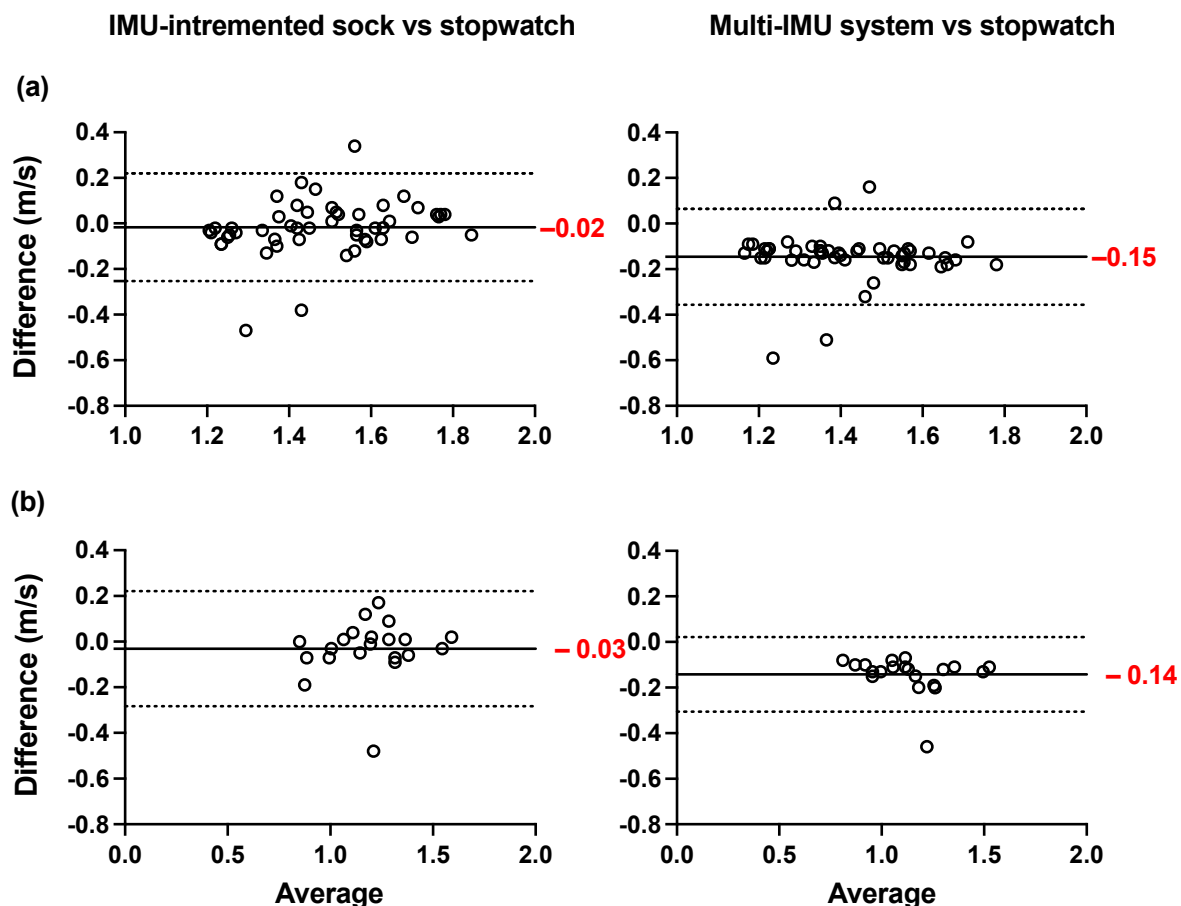 IMU-intremented sock vs stopwatch
Multi-IMU system vs stopwatch
(a)
Difference (m/s)
0.4
0.2
0.0
-0.2
-0.4
-0.6
-0.8
1.0 1.2 1.4 1.6 1.8 2.0
–0.02
0.4
0.2
0.0
-0.2
-0.4
-0.6
-0.8
1.0 1.2 1.4 1.6 1.8 2.0
–0.15
(b)
Difference (m/s)
0.4
0.2
0.0
-0.2
-0.4
-0.6
-0.8
0.0 0.5 1.0 1.5 2.0
Average
– 0.03
0.4
0.2
0.0
-0.2
-0.4
-0.6
-0.8
0.0 0.5 1.0 1.5 2.0
Average
– 0.14